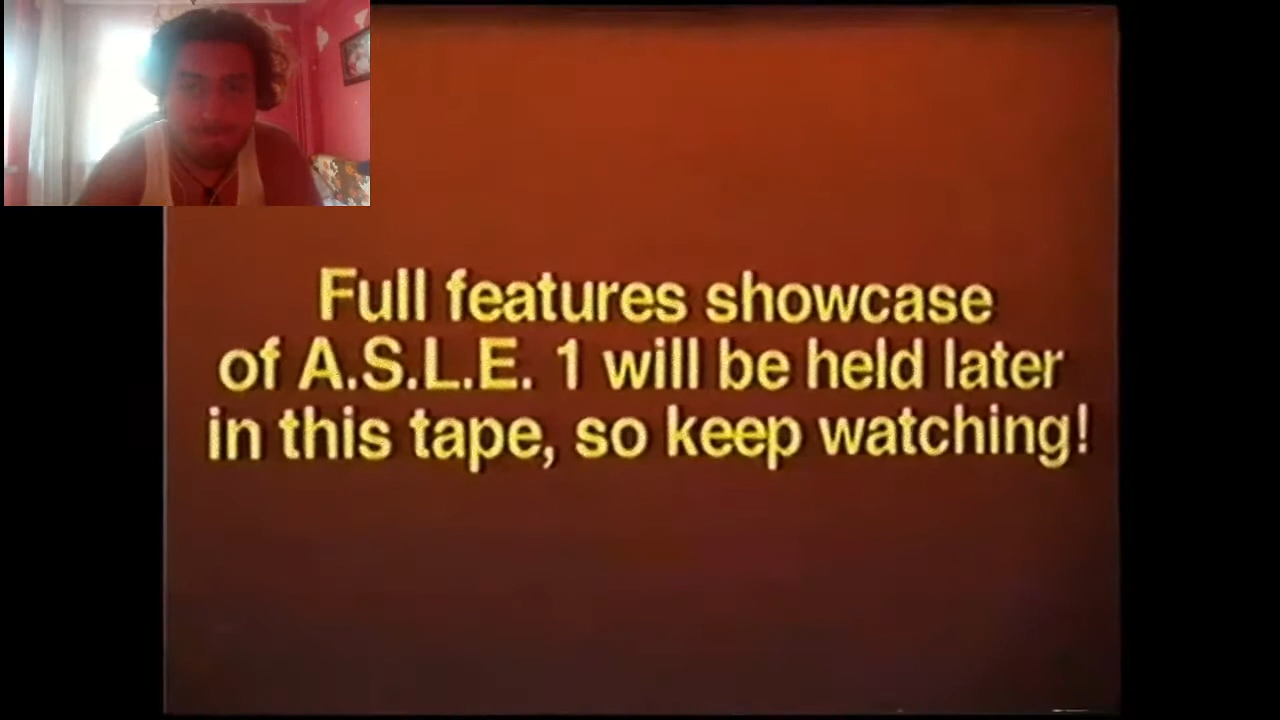 Full features showcase
of A.S.L.E. 1 will be held later
in this tape, so keep watching!